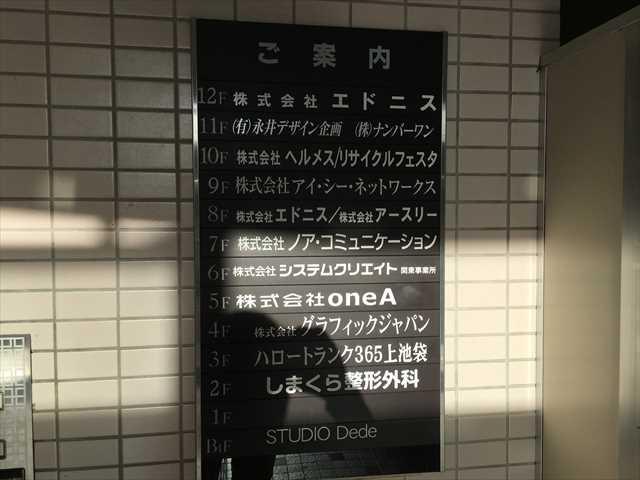 ご案内
12F 株式会社 エドニス
11F (有)永井デザイン企画 (株)ナンバーワン
10F 株式会社 ヘルメス/リサイクルフェスタ
9F 株式会社 アイ・シー・ネットワークス
8F 株式会社 エドニス/株式会社 アースリー
7F 株式会社 ノア・コミュニケーション
6F 株式会社 システムクリエイト 関東事業所
5F 株式会社 oneA
4F 株式会社 グラフィックジャパン
3F ハロートランク365上池袋
2F しまくら整形外科
1F
B1F STUDIO Dede